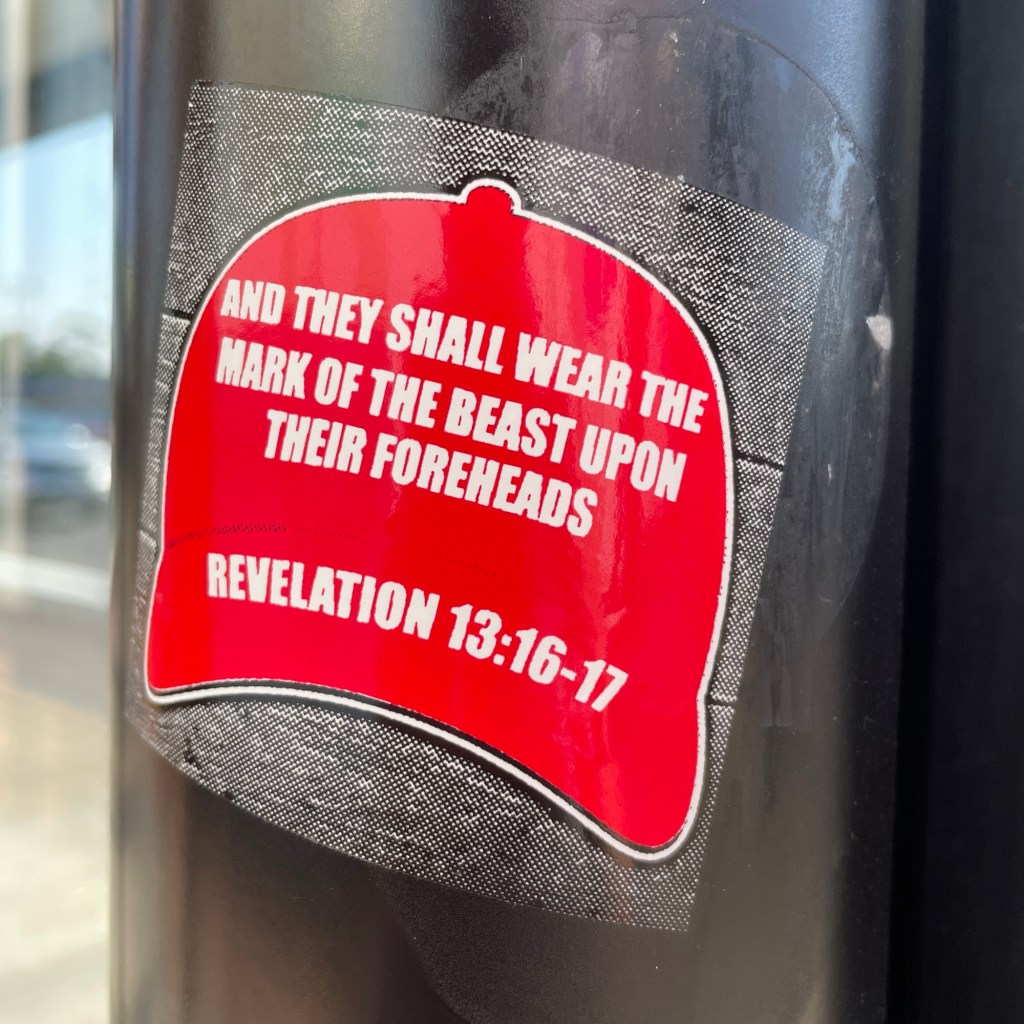 AND THEY SHALL WEAR THE
MARK OF THE BEAST UPON
THEIR FOREHEADS
REVELATION 13:16-17